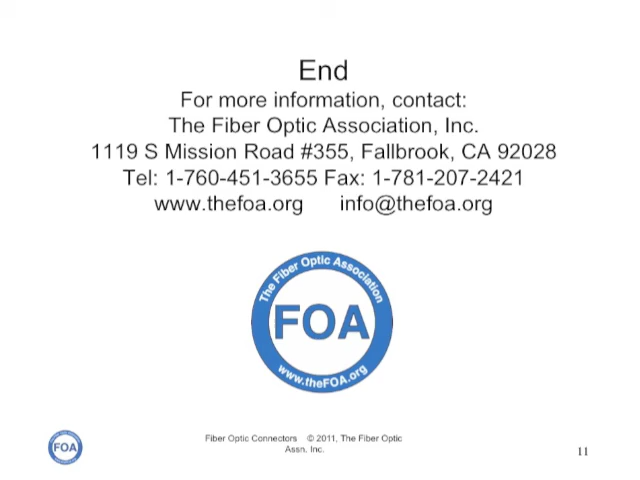 End
For more information, contact:
The Fiber Optic Association, Inc.
1119 S Mission Road #355, Fallbrook, CA 92028
Tel: 1-760-451-3655 Fax: 1-781-207-2421
www.thefoa.org info@thefoa.org
The Fiber Optic Association
FOA
www.theFOA.org
FOA
Fiber Optic Connectors © 2011, The Fiber Optic
Assn. Inc.
11